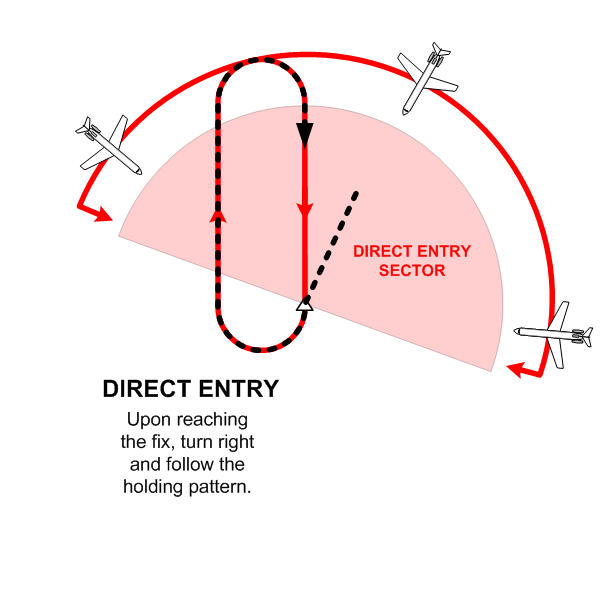 DIRECT ENTRY
SECTOR
DIRECT ENTRY
Upon reaching
the fix, turn right
and follow the
holding pattern.